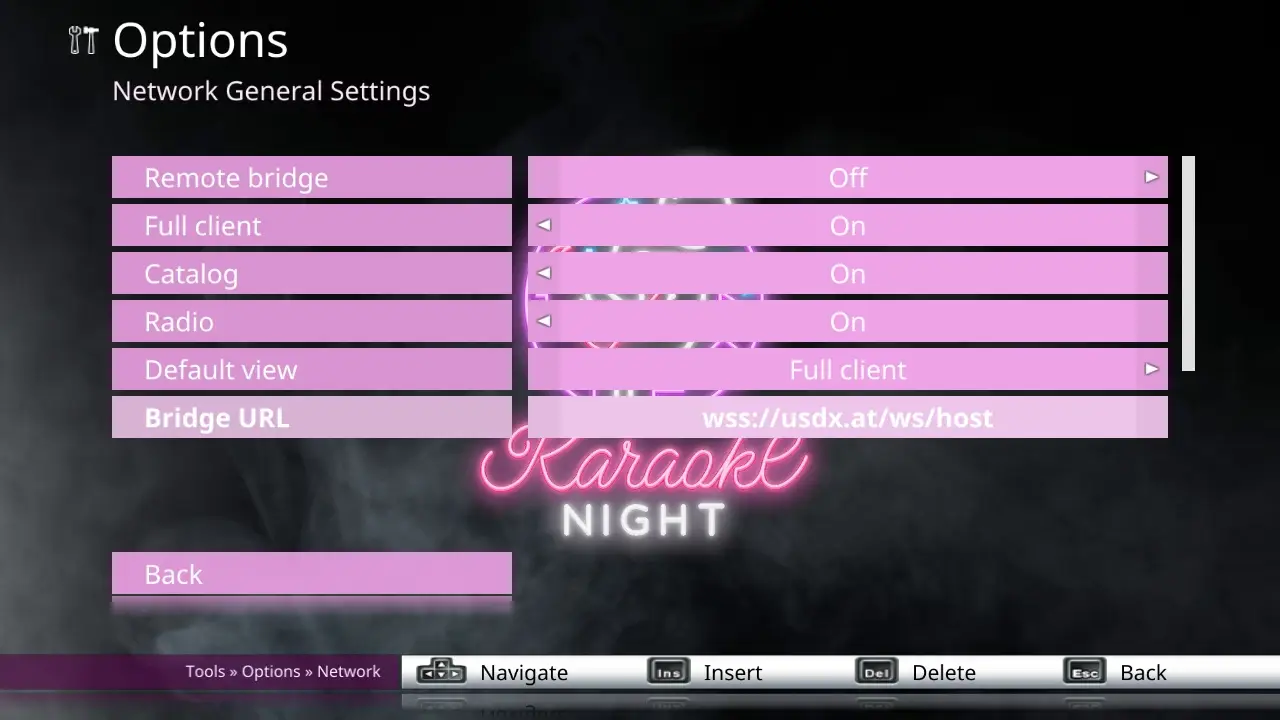 Options
Network General Settings
Remote bridge Off
Full client On
Catalog On
Radio On
Default view Full client
Bridge URL wss://usdx.at/ws/host
Karaoke
NIGHT
Back
Tools » Options » Network Navigate Ins Insert Del Delete Esc Back